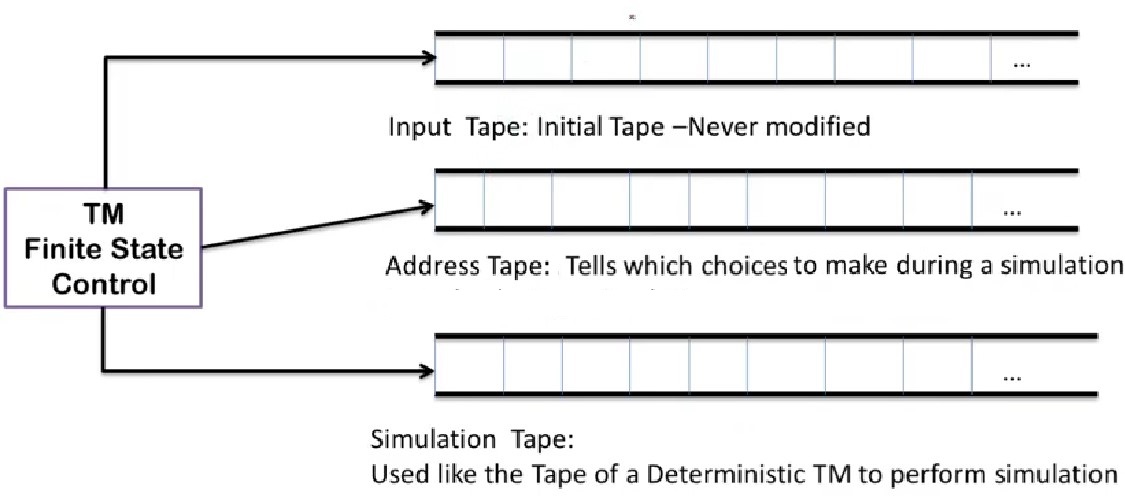 ...
Input Tape: Initial Tape –Never modified
...
TM
Finite State
Control
Address Tape: Tells which choices to make during a simulation
...
Simulation Tape:
Used like the Tape of a Deterministic TM to perform simulation